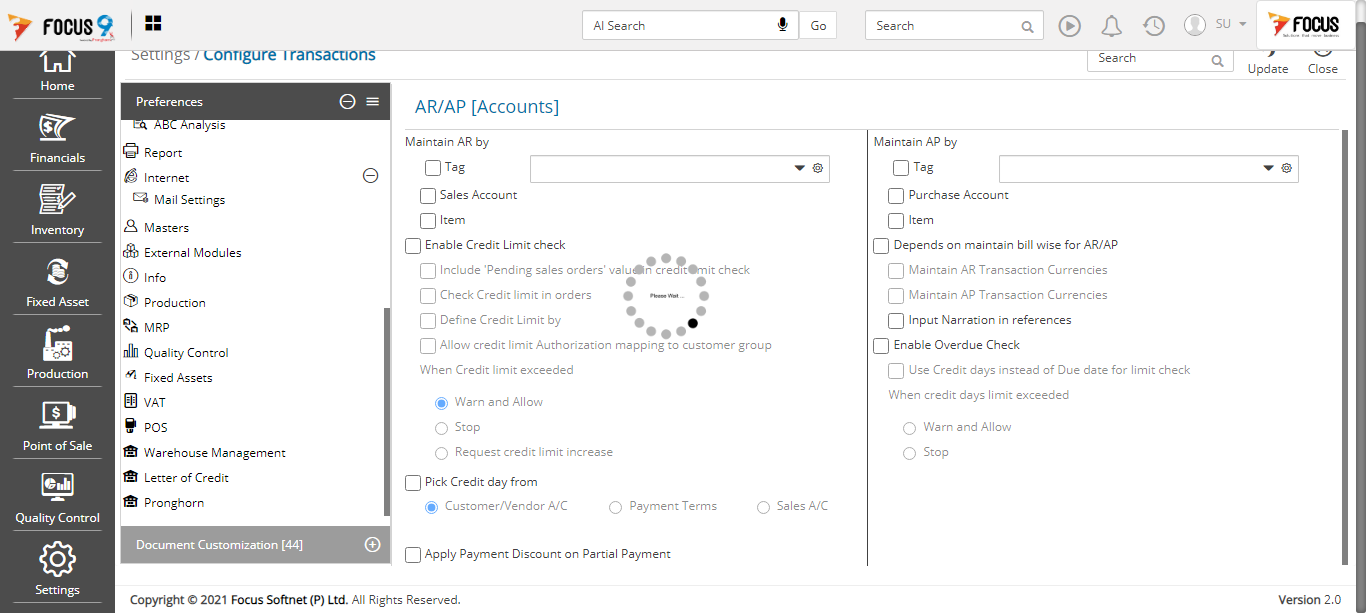 FOCUS 9
AI Search
Go
Search
SU
FOCUS
Settings / Configure Transactions
Search
Update
Close
Home
Financials
Inventory
Fixed Asset
Production
Point of Sale
Quality Control
Settings
Preferences
ABC Analysis
Report
Internet
Mail Settings
Masters
External Modules
Info
Production
MRP
Quality Control
Fixed Assets
VAT
POS
Warehouse Management
Letter of Credit
Pronghorn
Document Customization [44]
AR/AP [Accounts]
Maintain AR by
Tag
Sales Account
Item
Enable Credit Limit check
Include 'Pending sales orders' value in credit limit check
Check Credit limit in orders
Define Credit Limit by
Allow credit limit Authorization mapping to customer group
When Credit limit exceeded
Warn and Allow
Stop
Request credit limit increase
Pick Credit day from
Customer/Vendor A/C
Payment Terms
Sales A/C
Apply Payment Discount on Partial Payment
Please Wait ...
Maintain AP by
Tag
Purchase Account
Item
Depends on maintain bill wise for AR/AP
Maintain AR Transaction Currencies
Maintain AP Transaction Currencies
Input Narration in references
Enable Overdue Check
Use Credit days instead of Due date for limit check
When credit days limit exceeded
Warn and Allow
Stop
Copyright © 2021 Focus Softnet (P) Ltd. All Rights Reserved.
Version 2.0